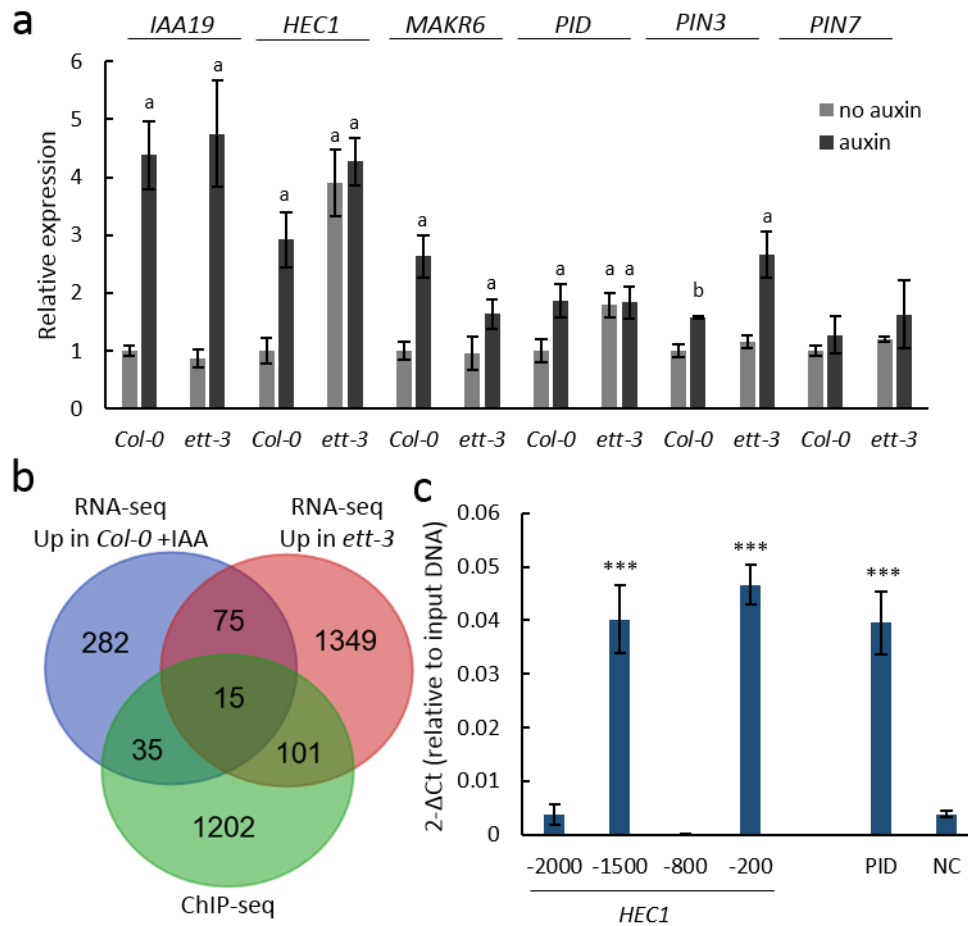 a
IAA19 HEC1 MAKR6 PID PIN3 PIN7
Relative expression
6
5
4
3
2
1
0
a a a a a a a a a a b a
no auxin
auxin
Col-0 ett-3 Col-0 ett-3 Col-0 ett-3 Col-0 ett-3 Col-0 ett-3 Col-0 ett-3
b
RNA-seq
Up in Col-0 +IAA
RNA-seq
Up in ett-3
282
75
1349
15
35
101
1202
ChIP-seq
c
2-ΔCt (relative to input DNA)
0.06
0.05
0.04
0.03
0.02
0.01
0
*** *** ***
-2000 -1500 -800 -200 PID NC
HEC1